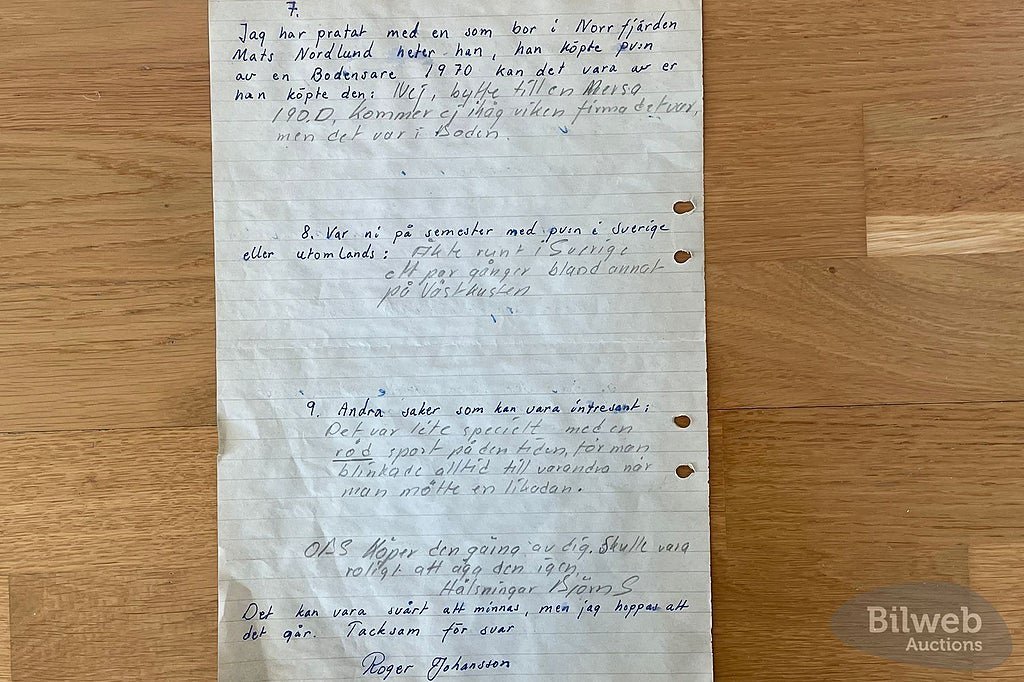 7.
Jag har pratat med en som bor i Norrfjärden
Mats Nordlund heter han, han köpte pv:n
av en Bodensare 1970 kan det vara av er
han köpte den: Nej, bytte till en Mersa
190.D, Kommer ej ihåg viken firma det var,
men det var i Boden.
8. Var ni på semester med pv:n i Sverige
eller utomlands: Åkte runt i Sverige
ett par gånger bland annat
på Västkusten
9. Andra saker som kan vara intresant:
Det var lite speciellt med en
röd sport på den tiden, för man
blinkade alltid till varandra när
man mötte en likadan.
OBS Köper den gärna av dig. Skulle vara
roligt att äga den igen
Hälsningar Björn S
Det kan vara svårt att minnas, men jag hoppas att
det går. Tacksam för svar
Roger Johansson
Bilweb
Auctions